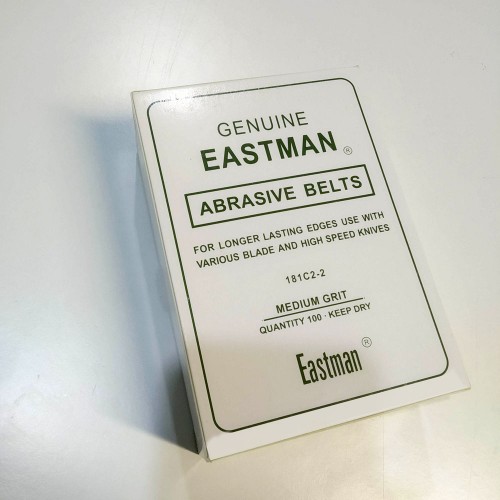 GENUINE
EASTMAN ®
ABRASIVE BELTS
FOR LONGER LASTING EDGES USE WITH
VARIOUS BLADE AND HIGH SPEED KNIVES
181C2-2
MEDIUM GRIT
QUANTITY 100 · KEEP DRY
Eastman ®